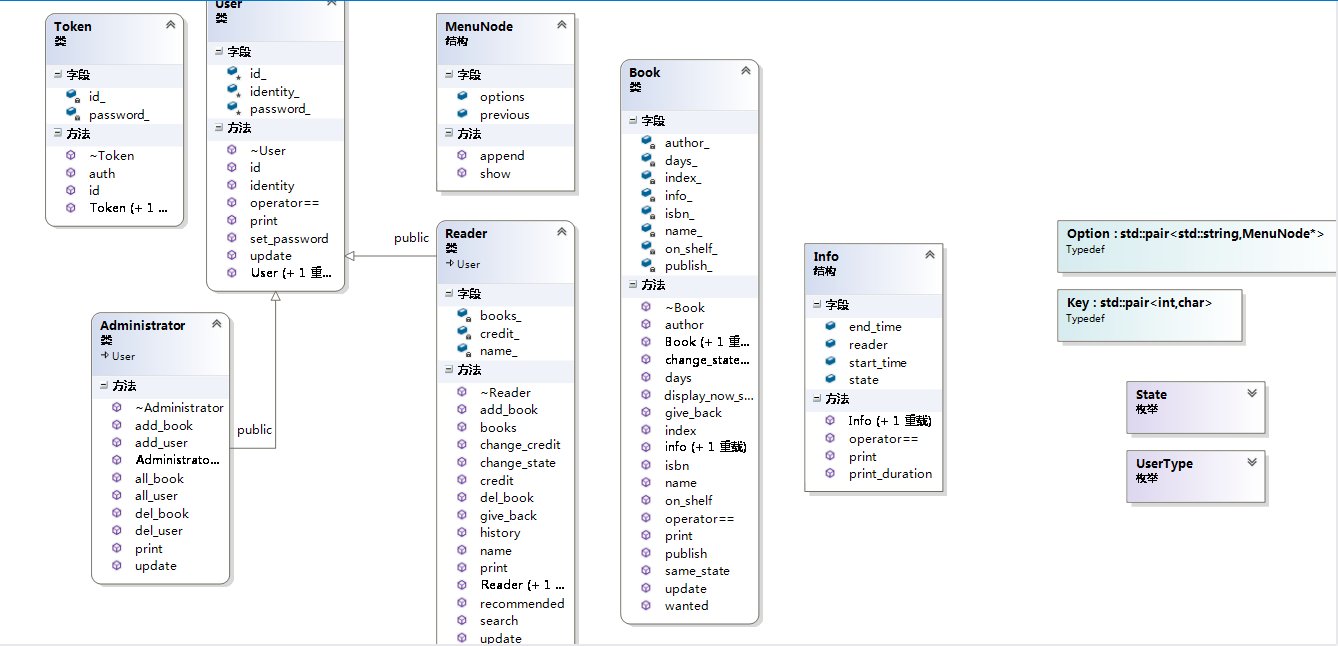 Token
类
字段
id_
password_
方法
~Token
auth
id
Token (+ 1 ...
User
类
字段
id_
identity_
password_
方法
~User
id
identity
operator==
print
set_password
update
User (+ 1 重...
MenuNode
结构
字段
options
previous
方法
append
show
public
Reader
类
User
字段
books_
credit_
name_
方法
~Reader
add_book
books
change_credit
change_state
credit
del_book
give_back
history
name
print
Reader (+ 1 ...
recommended
search
update
Administrator
类
User
方法
~Administrator
add_book
add_user
Administrato...
all_book
all_user
del_book
del_user
print
update
public
Book
类
字段
author_
days_
index_
info_
isbn_
name_
on_shelf_
publish_
方法
~Book
author
Book (+ 1 重...
change_state...
days
display_now_s...
give_back
index
info (+ 1 重载)
isbn
name
on_shelf
operator==
print
publish
same_state
update
wanted
Info
结构
字段
end_time
reader
start_time
state
方法
Info (+ 1 重载)
operator==
print
print_duration
Option : std::pair<std::string,MenuNode*>
Typedef
Key : std::pair<int,char>
Typedef
State
枚举
UserType
枚举